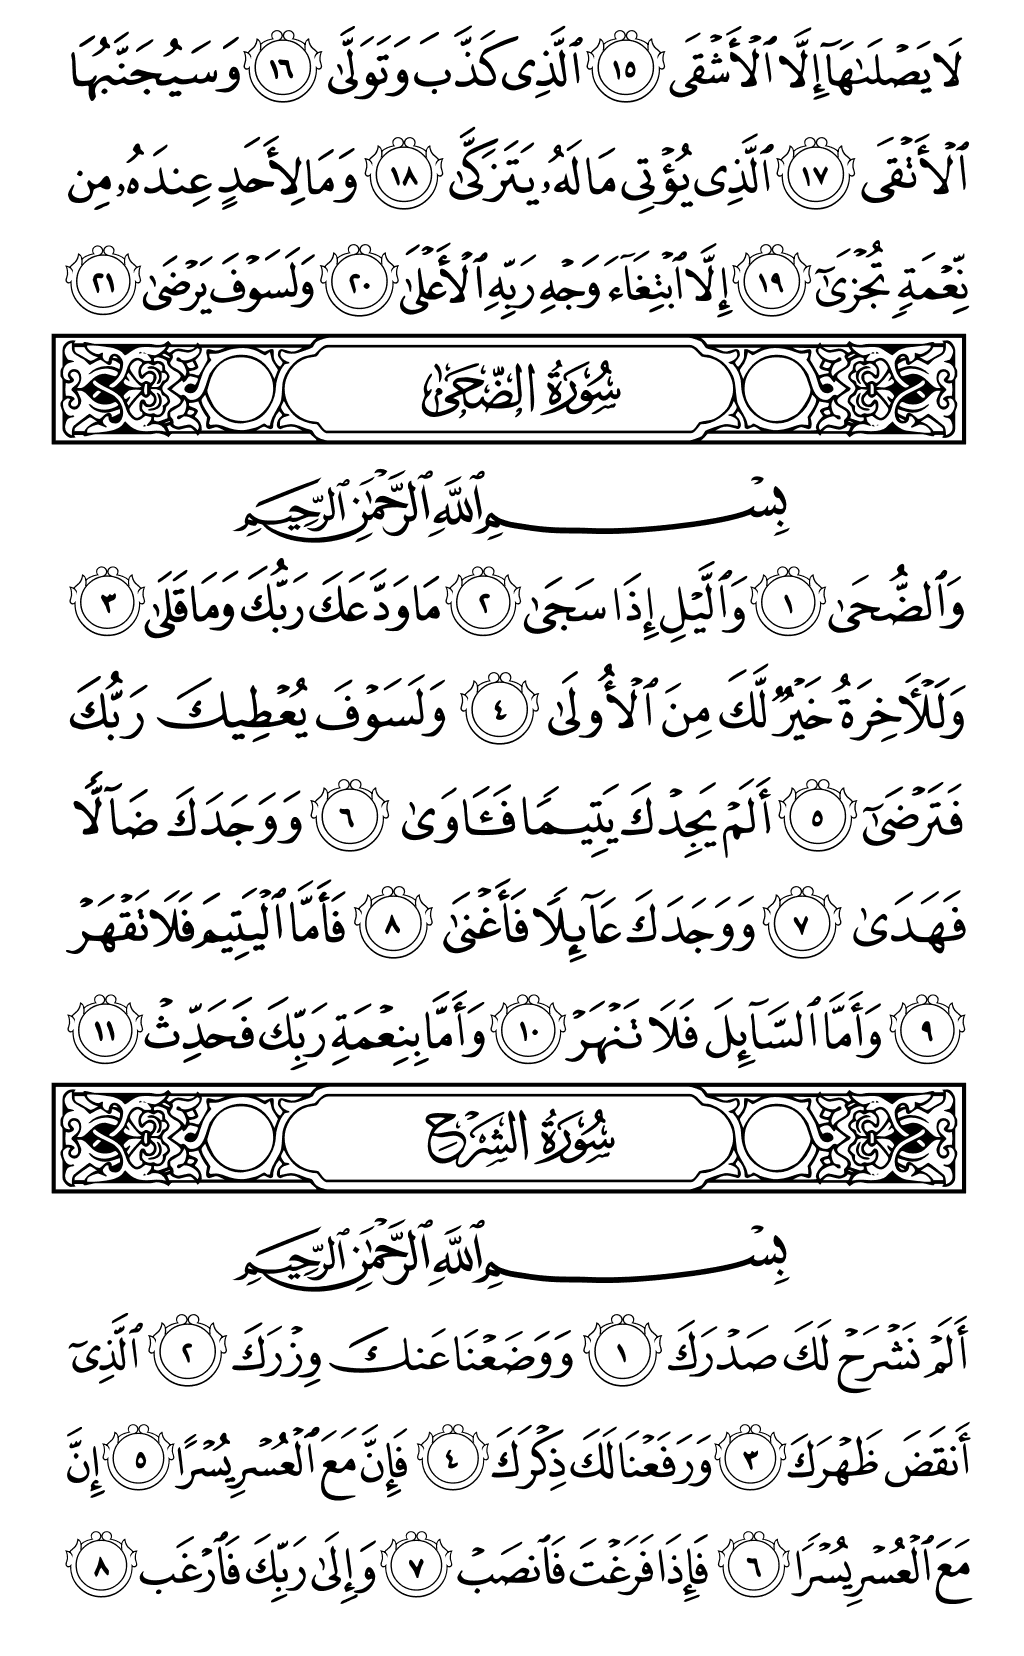 لَا يَصْلَىٰهَآ إِلَّا ٱلْأَشْقَى ١٥ ٱلَّذِى كَذَّبَ وَتَوَلَّىٰ ١٦ وَسَيُجَنَّبُهَا
ٱلْأَتْقَى ١٧ ٱلَّذِى يُؤْتِى مَالَهُۥ يَتَزَكَّىٰ ١٨ وَمَا لِأَحَدٍ عِندَهُۥ مِن
نِّعْمَةٍ تُجْزَىٰٓ ١٩ إِلَّا ٱبْتِغَآءَ وَجْهِ رَبِّهِ ٱلْأَعْلَىٰ ٢٠ وَلَسَوْفَ يَرْضَىٰ ٢١
سُورَةُ الضُّحَىٰ
بِسْمِ ٱللَّهِ ٱلرَّحْمَٰنِ ٱلرَّحِيمِ
وَٱلضُّحَىٰ ١ وَٱلَّيْلِ إِذَا سَجَىٰ ٢ مَا وَدَّعَكَ رَبُّكَ وَمَا قَلَىٰ ٣
وَلَلْـَٔاخِرَةُ خَيْرٌ لَّكَ مِنَ ٱلْأُولَىٰ ٤ وَلَسَوْفَ يُعْطِيكَ رَبُّكَ
فَتَرْضَىٰٓ ٥ أَلَمْ يَجِدْكَ يَتِيمًا فَـَٔاوَىٰ ٦ وَوَجَدَكَ ضَآلًّا
فَهَدَىٰ ٧ وَوَجَدَكَ عَآئِلًا فَأَغْنَىٰ ٨ فَأَمَّا ٱلْيَتِيمَ فَلَا تَقْهَرْ
٩ وَأَمَّا ٱلسَّآئِلَ فَلَا تَنْهَرْ ١٠ وَأَمَّا بِنِعْمَةِ رَبِّكَ فَحَدِّثْ ١١
سُورَةُ الشَّرْحِ
بِسْمِ ٱللَّهِ ٱلرَّحْمَٰنِ ٱلرَّحِيمِ
أَلَمْ نَشْرَحْ لَكَ صَدْرَكَ ١ وَوَضَعْنَا عَنكَ وِزْرَكَ ٢ ٱلَّذِىٓ
أَنقَضَ ظَهْرَكَ ٣ وَرَفَعْنَا لَكَ ذِكْرَكَ ٤ فَإِنَّ مَعَ ٱلْعُسْرِ يُسْرًا ٥ إِنَّ
مَعَ ٱلْعُسْرِ يُسْرًا ٦ فَإِذَا فَرَغْتَ فَٱنصَبْ ٧ وَإِلَىٰ رَبِّكَ فَٱرْغَب ٨